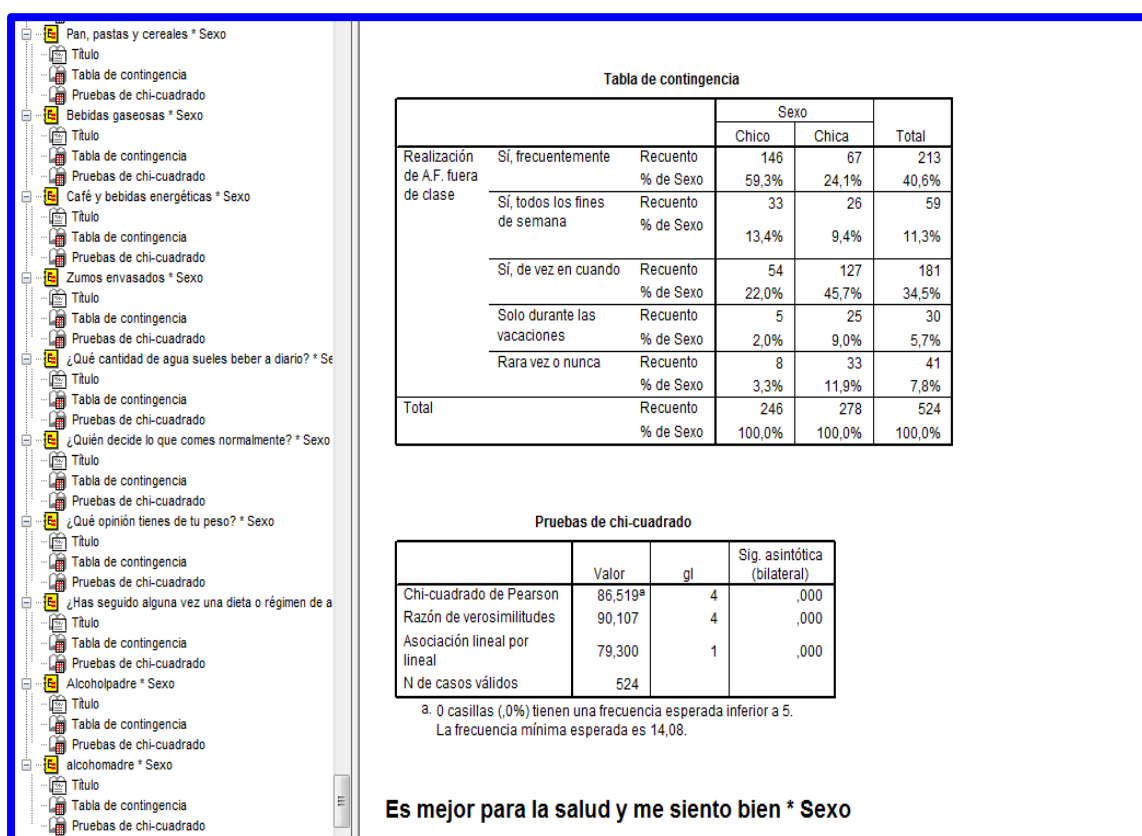 Pan, pastas y cereales * Sexo
Título
Tabla de contingencia
Pruebas de chi-cuadrado
Bebidas gaseosas * Sexo
Título
Tabla de contingencia
Pruebas de chi-cuadrado
Café y bebidas energéticas * Sexo
Título
Tabla de contingencia
Pruebas de chi-cuadrado
Zumos envasados * Sexo
Título
Tabla de contingencia
Pruebas de chi-cuadrado
¿Qué cantidad de agua sueles beber a diario? * Se
Título
Tabla de contingencia
Pruebas de chi-cuadrado
¿Quién decide lo que comes normalmente? * Sexo
Título
Tabla de contingencia
Pruebas de chi-cuadrado
¿Qué opinión tienes de tu peso? * Sexo
Título
Tabla de contingencia
Pruebas de chi-cuadrado
¿Has seguido alguna vez una dieta o régimen de a
Título
Tabla de contingencia
Pruebas de chi-cuadrado
Alcoholpadre * Sexo
Título
Tabla de contingencia
Pruebas de chi-cuadrado
alcohomadre * Sexo
Título
Tabla de contingencia
Pruebas de chi-cuadrado
Tabla de contingencia
Sexo
Chico Chica Total
Realización Sí, frecuentemente Recuento 146 67 213
de A.F. fuera % de Sexo 59,3% 24,1% 40,6%
de clase Sí, todos los fines Recuento 33 26 59
de semana % de Sexo
13,4% 9,4% 11,3%
Sí, de vez en cuando Recuento 54 127 181
% de Sexo 22,0% 45,7% 34,5%
Solo durante las Recuento 5 25 30
vacaciones % de Sexo 2,0% 9,0% 5,7%
Rara vez o nunca Recuento 8 33 41
% de Sexo 3,3% 11,9% 7,8%
Total Recuento 246 278 524
% de Sexo 100,0% 100,0% 100,0%
Pruebas de chi-cuadrado
Sig. asintótica
Valor gl (bilateral)
Chi-cuadrado de Pearson 86,519a 4 ,000
Razón de verosimilitudes 90,107 4 ,000
Asociación lineal por
lineal 79,300 1 ,000
N de casos válidos 524
a. 0 casillas (,0%) tienen una frecuencia esperada inferior a 5.
La frecuencia mínima esperada es 14,08.
Es mejor para la salud y me siento bien * Sexo